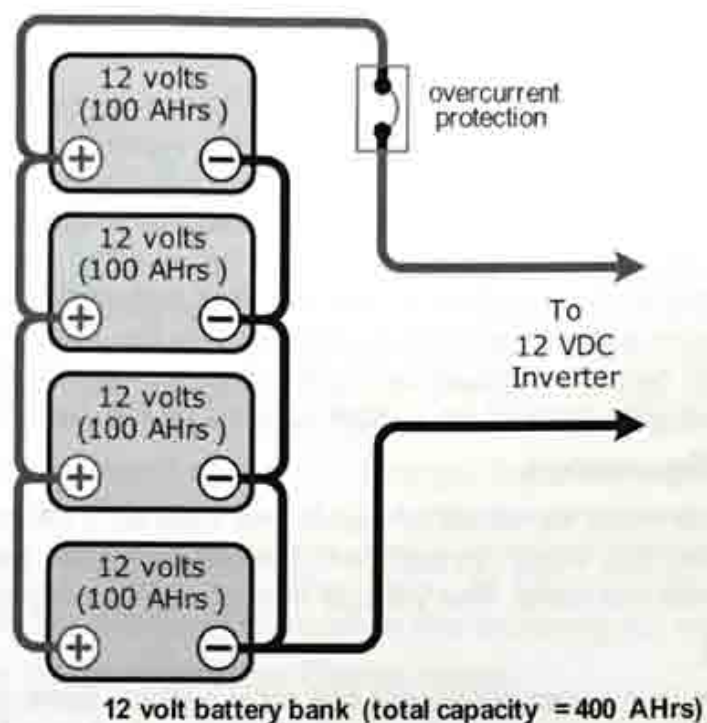 12 volts
(100 AHrs )
+ −
overcurrent
protection
12 volts
(100 AHrs )
+ −
To
12 VDC
Inverter
12 volts
(100 AHrs )
+ −
12 volts
(100 AHrs )
+ −
12 volt battery bank (total capacity = 400 AHrs)